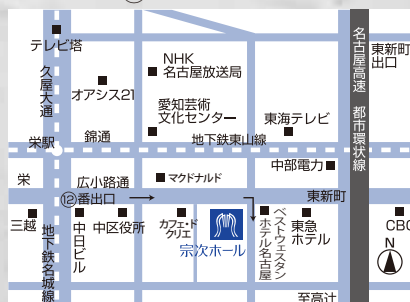 テレビ塔
NHK
名古屋放送局
名古屋高速 都市環状線
東新町
出口
久屋大通
オアシス21
愛知芸術
文化センター
東海テレビ
栄駅
錦通
地下鉄東山線
中部電力
栄
広小路通
マクドナルド
東新町
⑫番出口
三越
地下鉄名城線
中日ビル
中区役所
カフェ・ド
クリエ
宗次ホール
ベストウェスタン
ホテル名古屋
東急
ホテル
CBC
N
至高辻